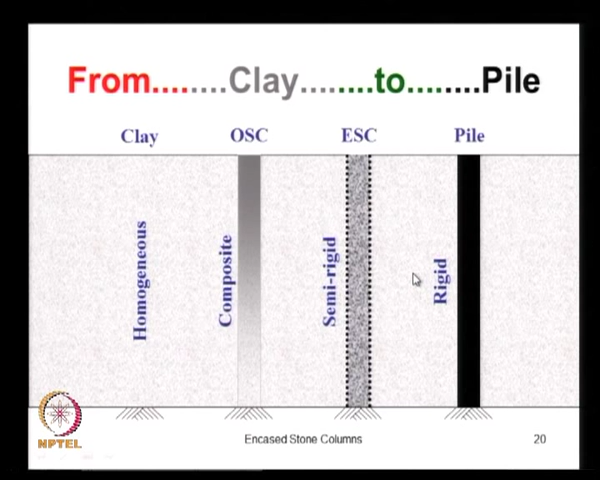 From........Clay........to........Pile
Clay OSC ESC Pile
Homogeneous
Composite
Semi-rigid
Rigid
NPTEL
Encased Stone Columns
20